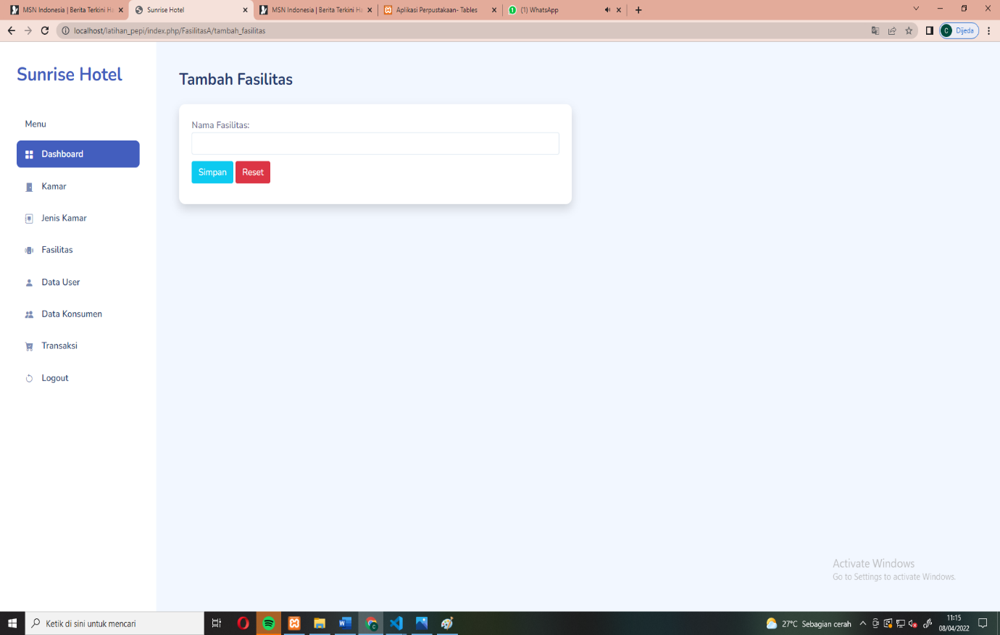 MSN Indonesia | Berita Terkini Ha
Sunrise Hotel
MSN Indonesia | Berita Terkini Ha
Aplikasi Perpustakaan- Tables
1 (1) WhatsApp
localhost/latihan_pepi/index.php/FasilitasA/tambah_fasilitas
C Dijeda
Sunrise Hotel
Menu
Dashboard
Kamar
Jenis Kamar
Fasilitas
Data User
Data Konsumen
Transaksi
Logout
Tambah Fasilitas
Nama Fasilitas:
Simpan Reset
Activate Windows
Go to Settings to activate Windows.
Ketik di sini untuk mencari
27°C Sebagian cerah
11:15
08/04/2022